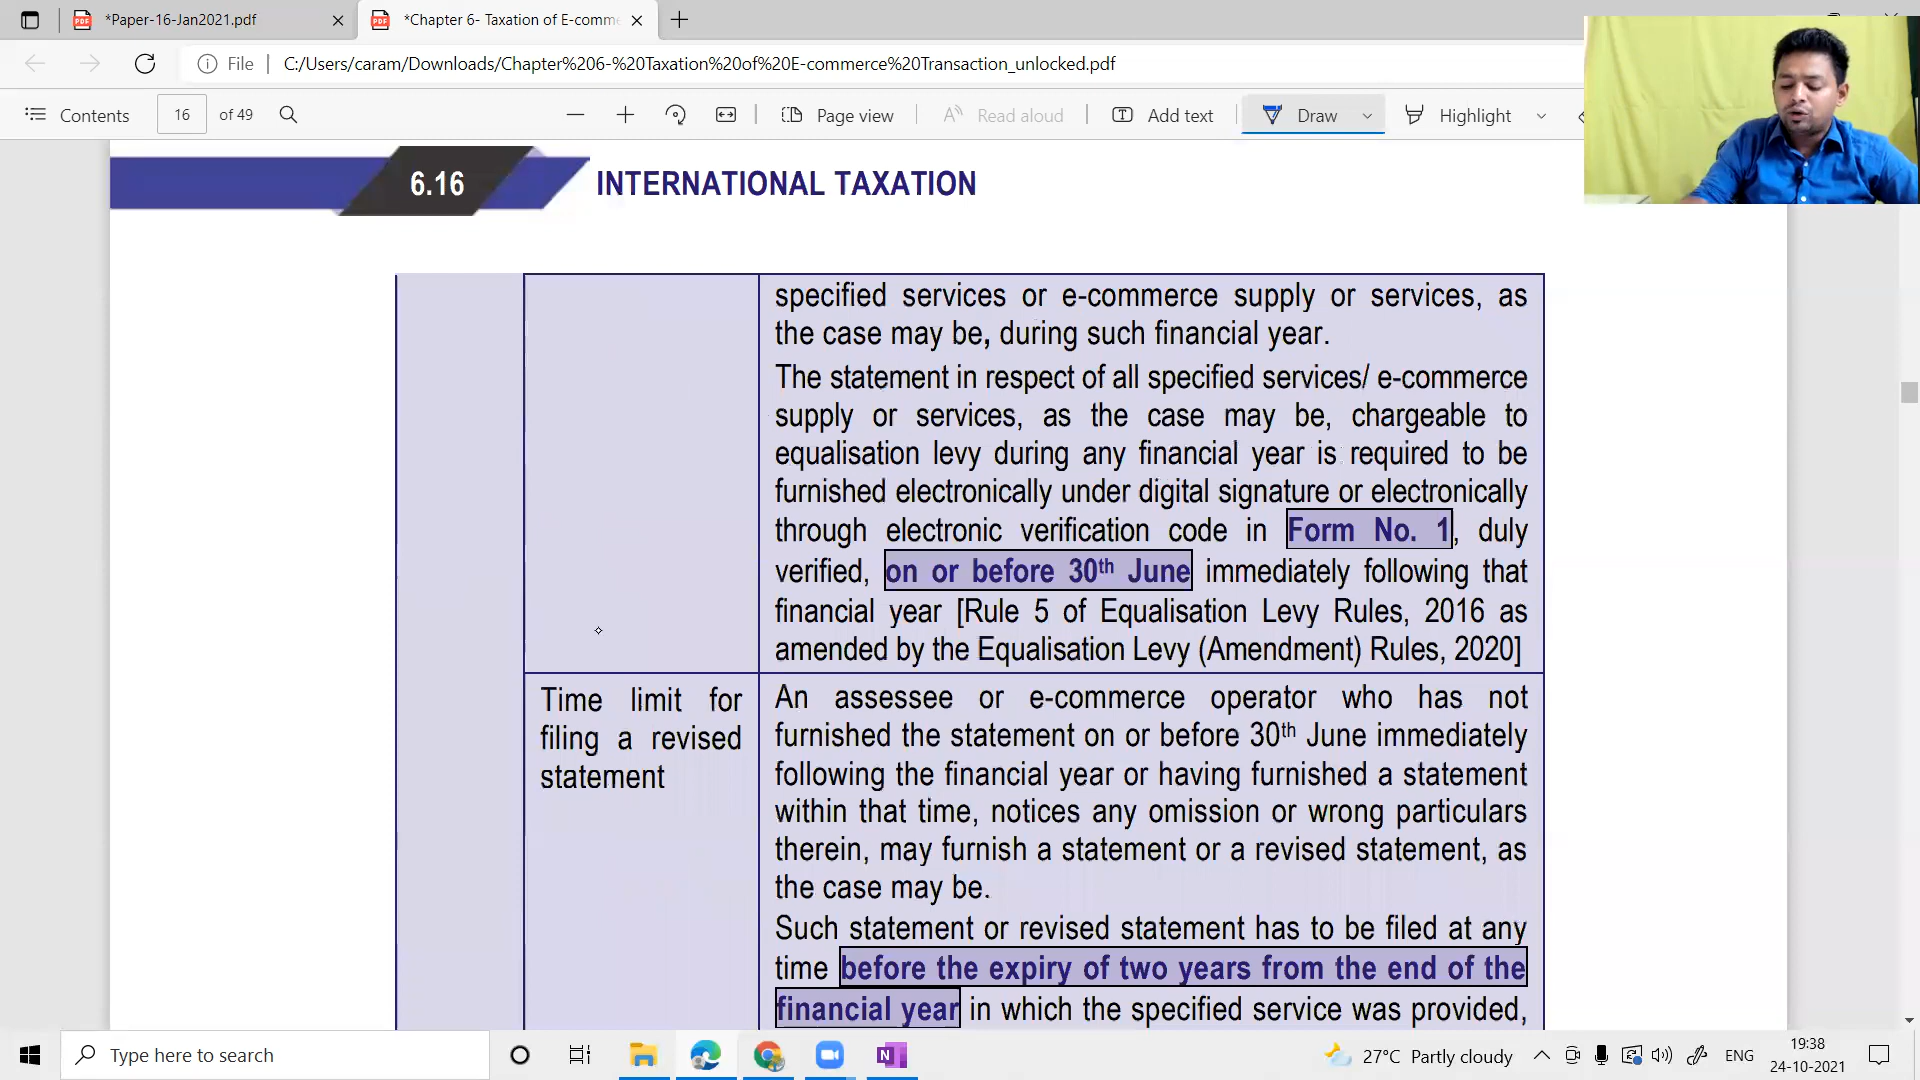 *Paper-16-Jan2021.pdf
*Chapter 6- Taxation of E-comme
File
C:/Users/caram/Downloads/Chapter%206-%20Taxation%20of%20E-commerce%20Transaction_unlocked.pdf
Contents
16
of 49
Page view
Read aloud
Add text
Draw
Highlight
6.16
INTERNATIONAL TAXATION
specified services or e-commerce supply or services, as
the case may be, during such financial year.
The statement in respect of all specified services/ e-commerce
supply or services, as the case may be, chargeable to
equalisation levy during any financial year is required to be
furnished electronically under digital signature or electronically
through electronic verification code in Form No. 1, duly
verified, on or before 30th June immediately following that
financial year [Rule 5 of Equalisation Levy Rules, 2016 as
amended by the Equalisation Levy (Amendment) Rules, 2020]
Time limit for
filing a revised
statement
An assessee or e-commerce operator who has not
furnished the statement on or before 30th June immediately
following the financial year or having furnished a statement
within that time, notices any omission or wrong particulars
therein, may furnish a statement or a revised statement, as
the case may be.
Such statement or revised statement has to be filed at any
time before the expiry of two years from the end of the
financial year in which the specified service was provided,
Type here to search
27°C Partly cloudy
ENG
19:38
24-10-2021